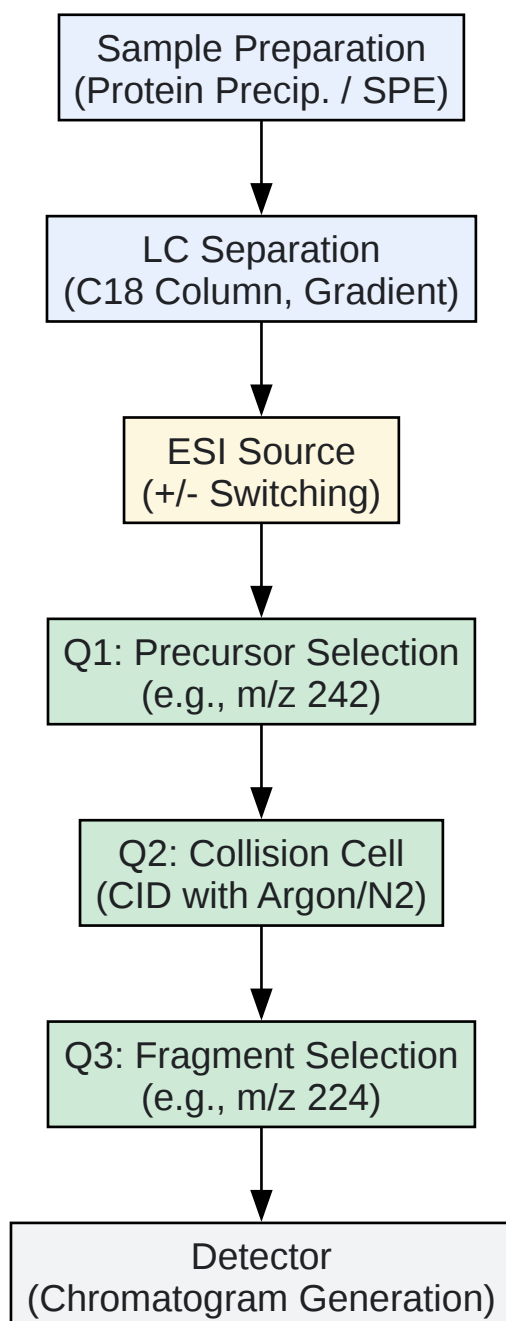 Sample Preparation
(Protein Precip. / SPE)
LC Separation
(C18 Column, Gradient)
ESI Source
(+/- Switching)
Q1: Precursor Selection
(e.g., m/z 242)
Q2: Collision Cell
(CID with Argon/N2)
Q3: Fragment Selection
(e.g., m/z 224)
Detector
(Chromatogram Generation)